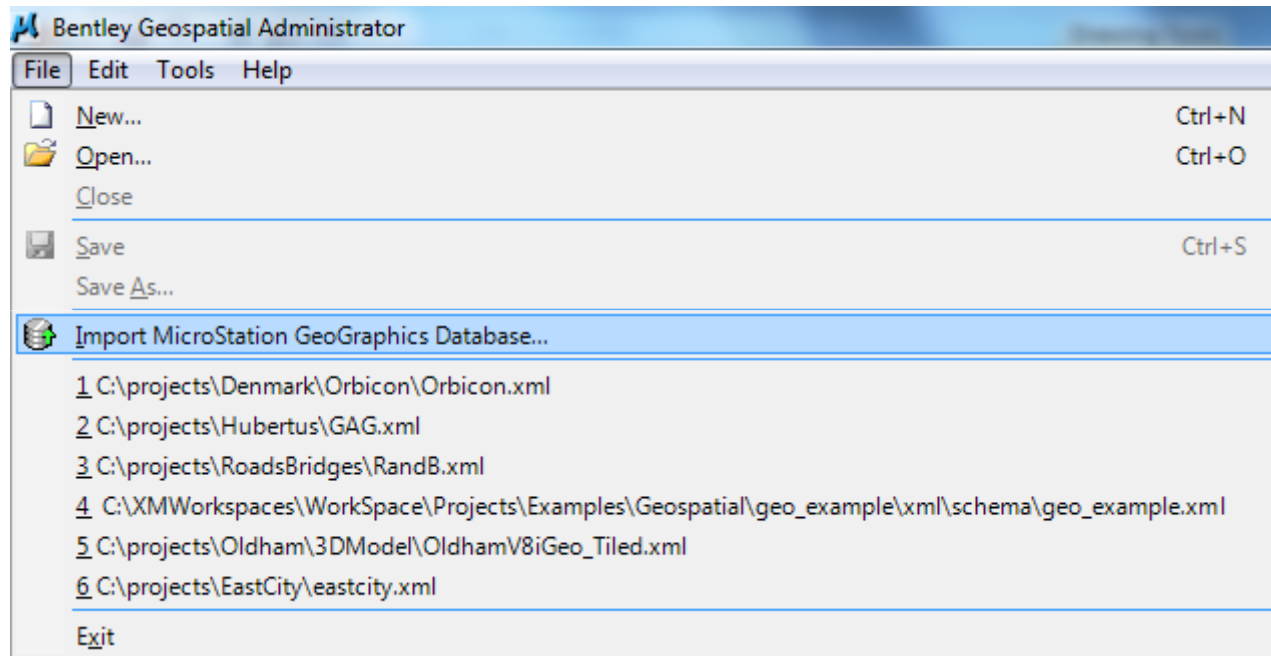 Bentley Geospatial Administrator
File Edit Tools Help
New... Ctrl+N
Open... Ctrl+O
Close
Save Ctrl+S
Save As...
Import MicroStation GeoGraphics Database...
1 C:\projects\Denmark\Orbicon\Orbicon.xml
2 C:\projects\Hubertus\GAG.xml
3 C:\projects\RoadsBridges\RandB.xml
4 C:\XMWorkspaces\WorkSpace\Projects\Examples\Geospatial\geo_example\xml\schema\geo_example.xml
5 C:\projects\Oldham\3DModel\OldhamV8iGeo_Tiled.xml
6 C:\projects\EastCity\eastcity.xml
Exit